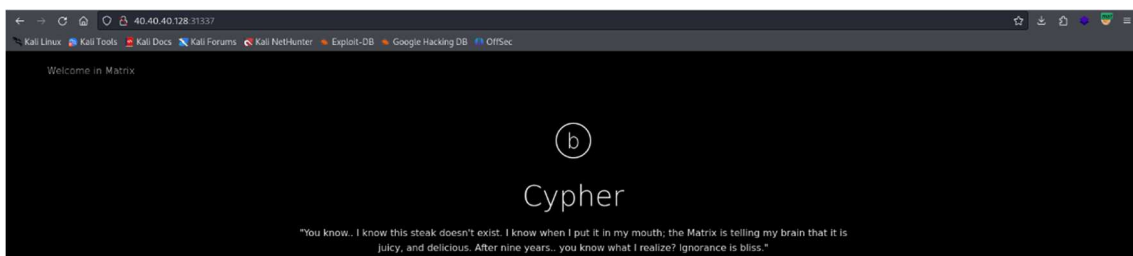 40.40.40.128:31337
Kali Linux Kali Tools Kali Docs Kali Forums Kali NetHunter Exploit-DB Google Hacking DB OffSec
Welcome in Matrix
b
Cypher
"You know.. I know this steak doesn't exist. I know when I put it in my mouth; the Matrix is telling my brain that it is
juicy, and delicious. After nine years.. you know what I realize? Ignorance is bliss."